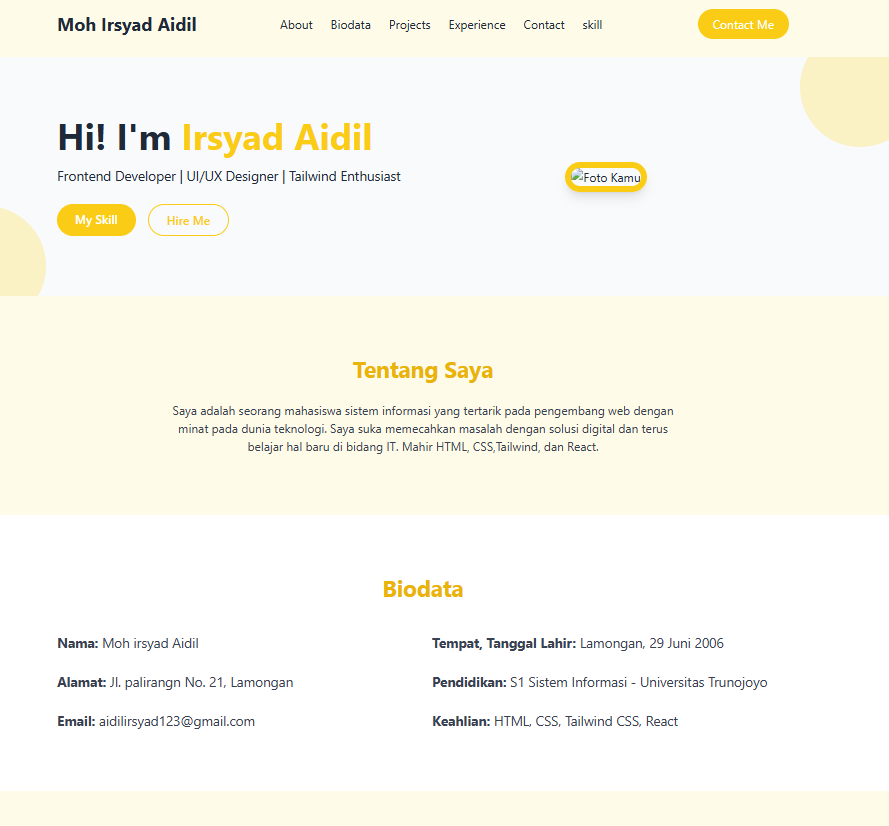 Moh Irsyad Aidil
About Biodata Projects Experience Contact skill
Contact Me
Hi! I'm Irsyad Aidil
Frontend Developer | UI/UX Designer | Tailwind Enthusiast
My Skill
Hire Me
Foto Kamu
Tentang Saya
Saya adalah seorang mahasiswa sistem informasi yang tertarik pada pengembang web dengan
minat pada dunia teknologi. Saya suka memecahkan masalah dengan solusi digital dan terus
belajar hal baru di bidang IT. Mahir HTML, CSS,Tailwind, dan React.
Biodata
Nama: Moh irsyad Aidil
Tempat, Tanggal Lahir: Lamongan, 29 Juni 2006
Alamat: Jl. palirangn No. 21, Lamongan
Pendidikan: S1 Sistem Informasi - Universitas Trunojoyo
Email: aidilirsyad123@gmail.com
Keahlian: HTML, CSS, Tailwind CSS, React